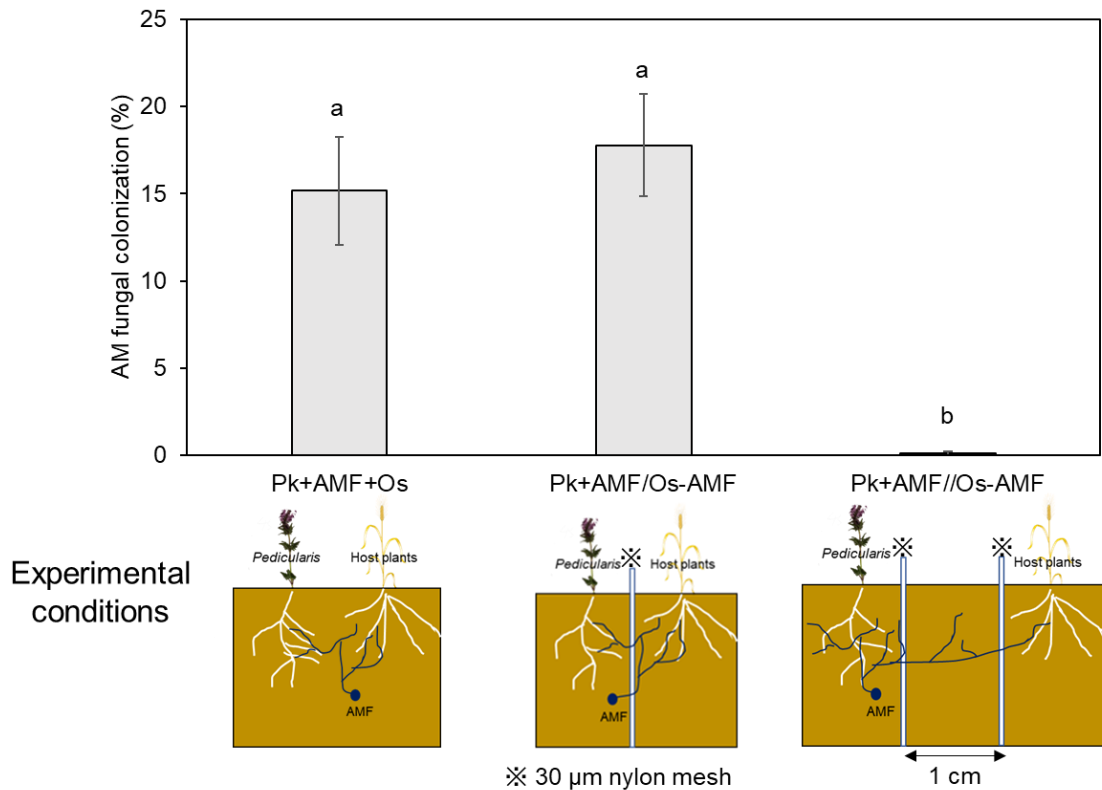 25
20
15
10
5
0
AM fungal colonization (%)
a
a
b
Pk+AMF+Os
Pk+AMF/Os-AMF
Pk+AMF//Os-AMF
Experimental
conditions
Pedicularis
Host plants
AMF
Pedicularis
※
Host plants
AMF
Pedicularis
※
※
Host plants
AMF
※ 30 µm nylon mesh
1 cm